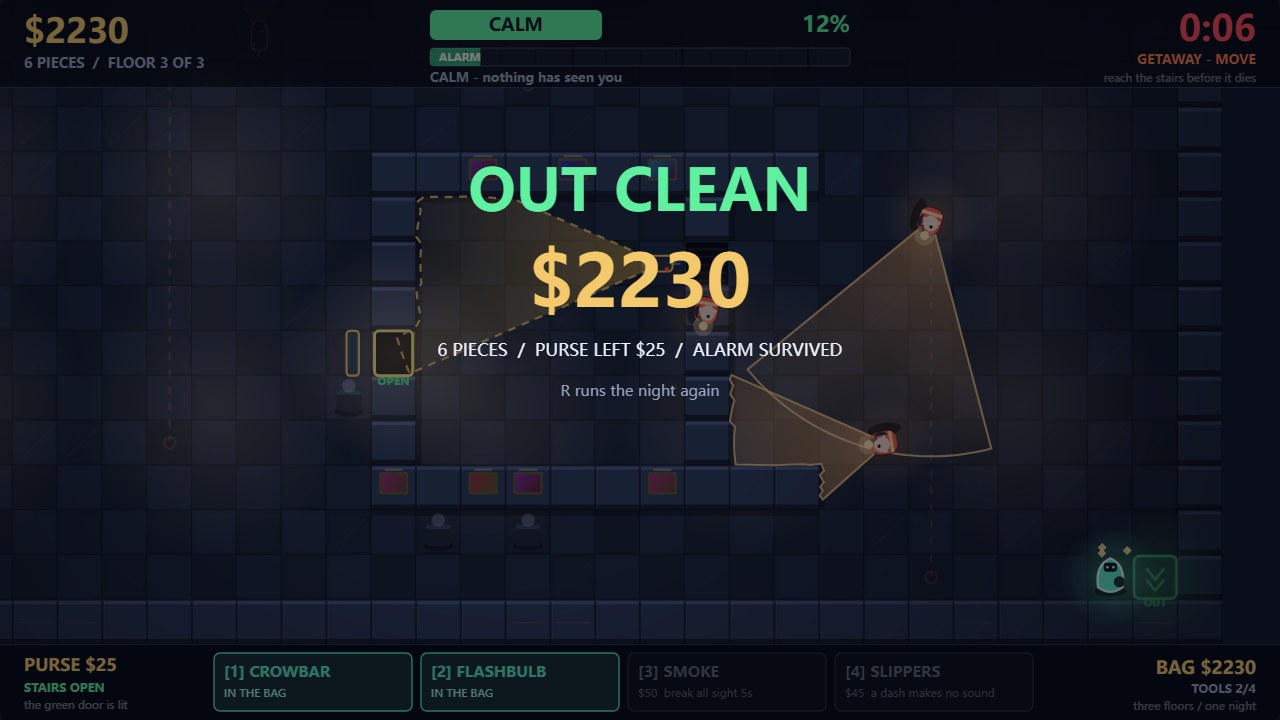 $2230
6 PIECES / FLOOR 3 OF 3
CALM
12%
ALARM
CALM - nothing has seen you
0:06
GETAWAY - MOVE
reach the stairs before it dies
OUT CLEAN
$2230
6 PIECES / PURSE LEFT $25 / ALARM SURVIVED
R runs the night again
OPEN
OUT
PURSE $25
STAIRS OPEN
the green door is lit
[1] CROWBAR
IN THE BAG
[2] FLASHBULB
IN THE BAG
[3] SMOKE
$50 break all sight 5s
[4] SLIPPERS
$45 a dash makes no sound
BAG $2230
TOOLS 2/4
three floors / one night